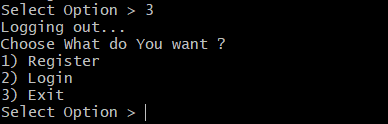 Select Option > 3
Logging out...
Choose What do You want ?
1) Register
2) Login
3) Exit
Select Option >